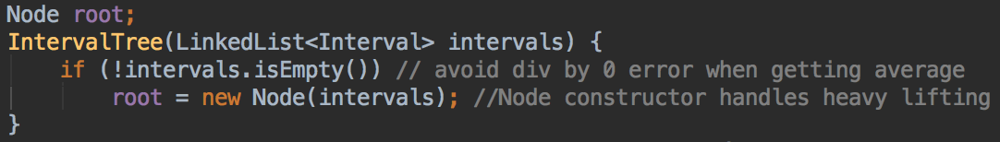 Node root;
IntervalTree(LinkedList<Interval> intervals) {
    if (!intervals.isEmpty()) // avoid div by 0 error when getting average
        root = new Node(intervals); //Node constructor handles heavy lifting
}